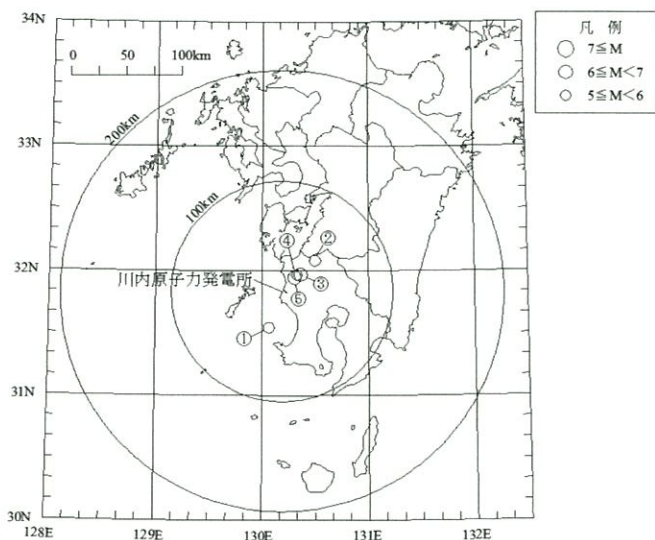 34N
33N
32N
31N
30N
128E
129E
130E
131E
132E
0 50 100km
200km
100km
④
②
川内原子力発電所
③
⑤
①
凡 例
7≦M
6≦M<7
5≦M<6